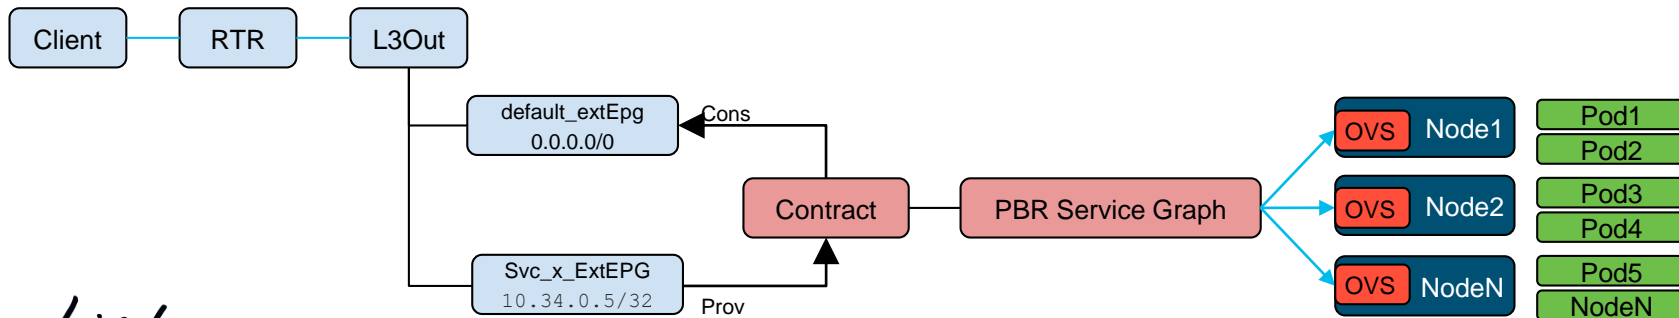 Client
RTR
L3Out
default_extEpg
0.0.0.0/0
Cons
Contract
PBR Service Graph
Svc_x_ExtEPG
10.34.0.5/32
Prov
OVS Node1
Pod1
Pod2
OVS Node2
Pod3
Pod4
OVS NodeN
Pod5
NodeN